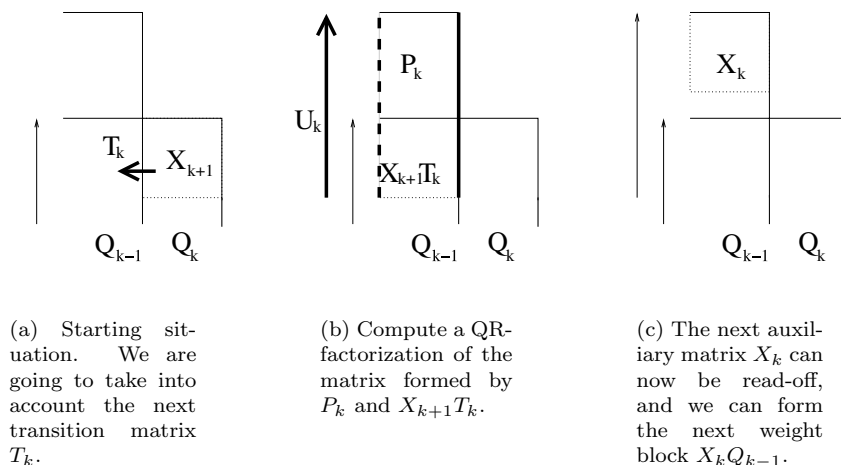 T_k
X_{k+1}
Q_{k-1} Q_k
P_k
U_k
X_{k+1}T_k
Q_{k-1} Q_k
X_k
Q_{k-1} Q_k
(a) Starting sit-
uation. We are
going to take into
account the next
transition matrix
T_k.
(b) Compute a QR-
factorization of the
matrix formed by
P_k and X_{k+1}T_k.
(c) The next auxil-
iary matrix X_k can
now be read-off,
and we can form
the next weight
block X_kQ_{k-1}.